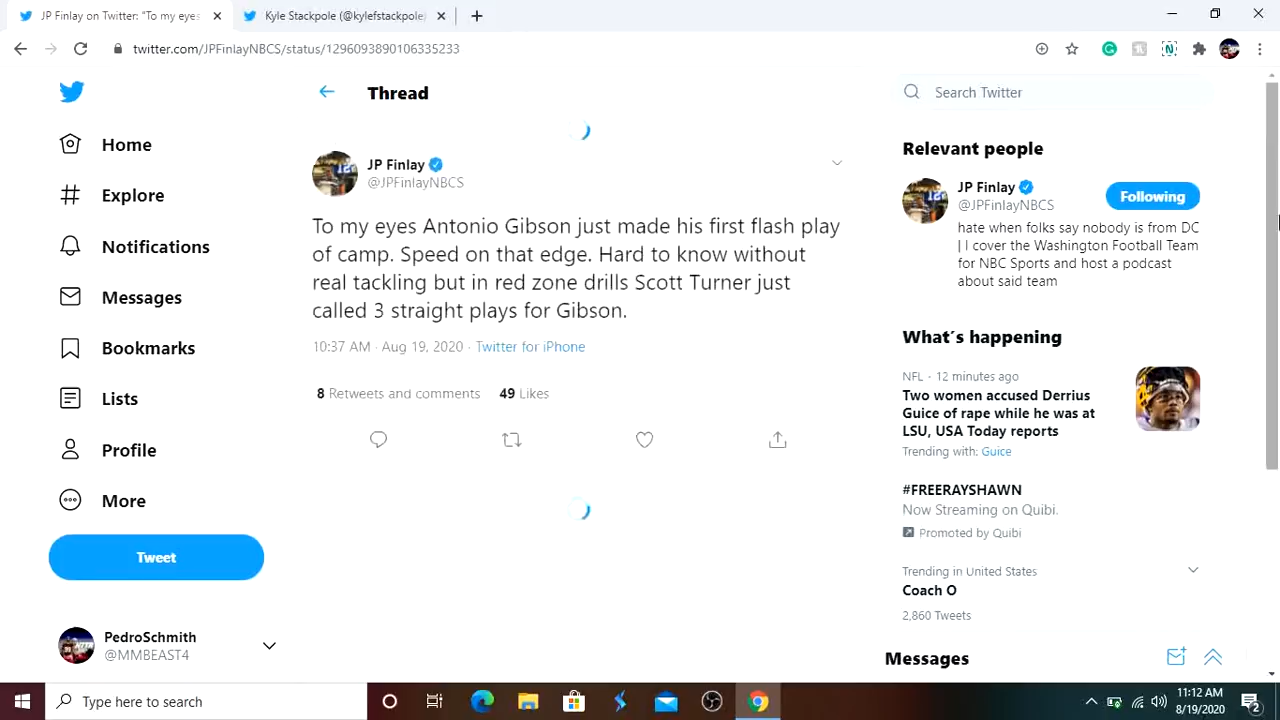 JP Finlay on Twitter: "To my eyes
Kyle Stackpole (@kylefstackpole)
twitter.com/JPFinlayNBCS/status/1296093890106335233
Thread
Search Twitter
Home
Explore
Notifications
Messages
Bookmarks
Lists
Profile
More
Tweet
PedroSchmith
@MMBEAST4
JP Finlay
@JPFinlayNBCS
To my eyes Antonio Gibson just made his first flash play
of camp. Speed on that edge. Hard to know without
real tackling but in red zone drills Scott Turner just
called 3 straight plays for Gibson.
10:37 AM · Aug 19, 2020 · Twitter for iPhone
8 Retweets and comments 49 Likes
Relevant people
JP Finlay
@JPFinlayNBCS
Following
hate when folks say nobody is from DC
| I cover the Washington Football Team
for NBC Sports and host a podcast
about said team
What's happening
NFL · 12 minutes ago
Two women accused Derrius
Guice of rape while he was at
LSU, USA Today reports
Trending with: Guice
#FREERAYSHAWN
Now Streaming on Quibi.
Promoted by Quibi
Trending in United States
Coach O
2,860 Tweets
Messages
Type here to search
11:12 AM
8/19/2020
2